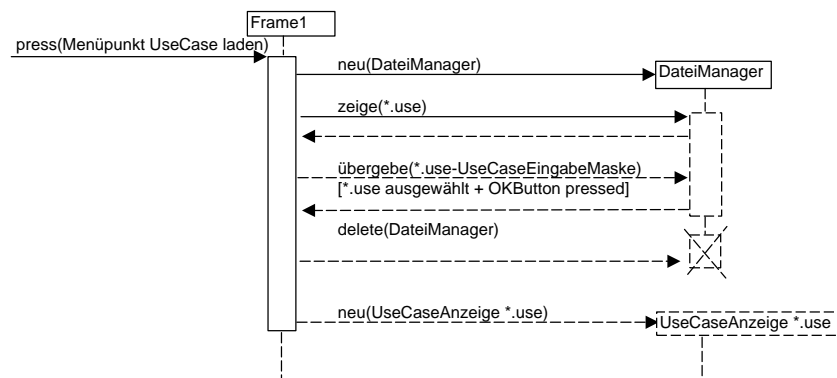 Frame1
press(Menüpunkt UseCase laden)
neu(DateiManager)
DateiManager
zeige(*.use)
übergebe(*.use-UseCaseEingabeMaske)
[*.use ausgewählt + OKButton pressed]
delete(DateiManager)
neu(UseCaseAnzeige *.use)
UseCaseAnzeige *.use